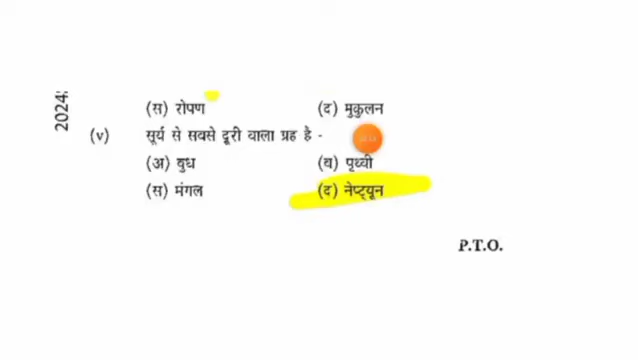 2024
(स) रोपण (द) मुकुलन
(v) सूर्य से सबसे दूरी वाला ग्रह है -
(अ) बुध (ब) पृथ्वी
(स) मंगल (द) नेप्ट्यून
P.T.O.